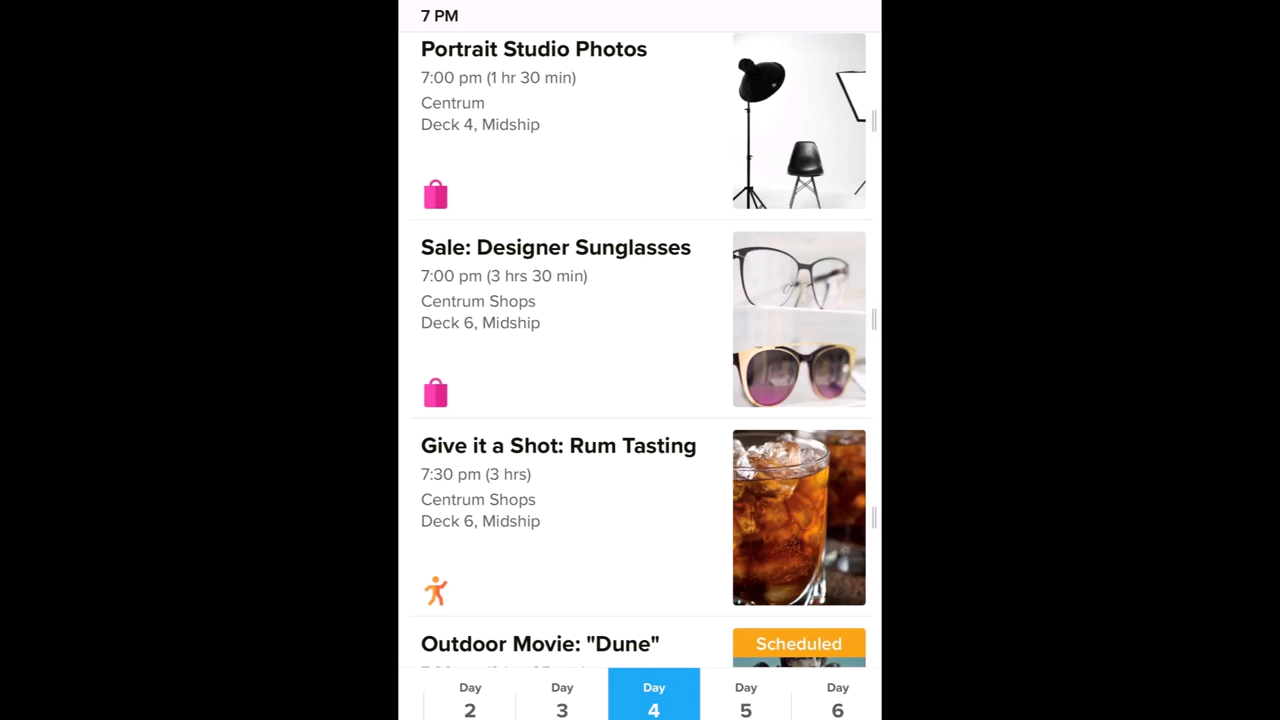 7 PM
Portrait Studio Photos
7:00 pm (1 hr 30 min)
Centrum
Deck 4, Midship
Sale: Designer Sunglasses
7:00 pm (3 hrs 30 min)
Centrum Shops
Deck 6, Midship
Give it a Shot: Rum Tasting
7:30 pm (3 hrs)
Centrum Shops
Deck 6, Midship
Outdoor Movie: "Dune"
Scheduled
Day Day Day Day Day
2 3 4 5 6